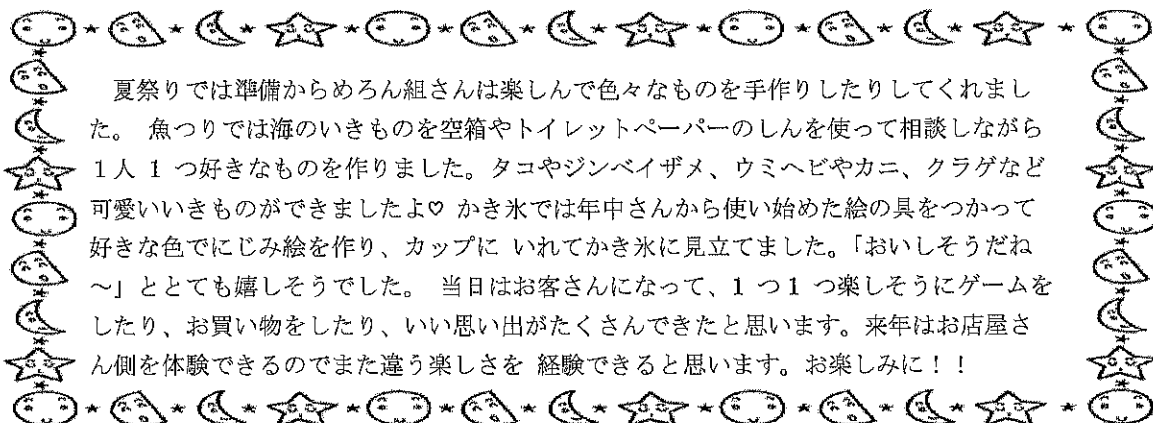 夏祭りでは準備からめろん組さんは楽しんで色々なものを手作りしたりしてくれまし
た。 魚つりでは海のいきものを空箱やトイレットペーパーのしんを使って相談しながら
１人 1 つ好きなものを作りました。タコやジンベイザメ、ウミヘビやカニ、クラゲなど
可愛いいきものができましたよ♡ かき氷では年中さんから使い始めた絵の具をつかって
好きな色でにじみ絵を作り、カップに いれてかき氷に見立てました。「おいしそうだね
～」ととても嬉しそうでした。 当日はお客さんになって、1 つ 1 つ楽しそうにゲームを
したり、お買い物をしたり、いい思い出がたくさんできたと思います。来年はお店屋さ
ん側を体験できるのでまた違う楽しさを 経験できると思います。お楽しみに！！